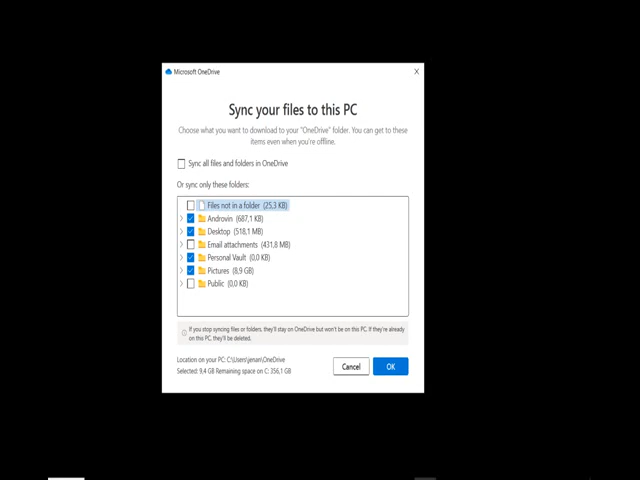 Microsoft OneDrive
Sync your files to this PC
Choose what you want to download to your "OneDrive" folder. You can get to these
items even when you're offline.
Sync all files and folders in OneDrive
Or sync only these folders:
Files not in a folder (25,3 KB)
Androvin (687,1 KB)
Desktop (518,1 MB)
Email attachments (431,8 MB)
Personal Vault (0,0 KB)
Pictures (8,9 GB)
Public (0,0 KB)
If you stop syncing files or folders, they'll stay on OneDrive but won't be on this PC. If they're already
on this PC, they'll be deleted.
Location on your PC: C:\Users\jenan\OneDrive
Selected: 9,4 GB Remaining space on C: 356,1 GB
Cancel
OK